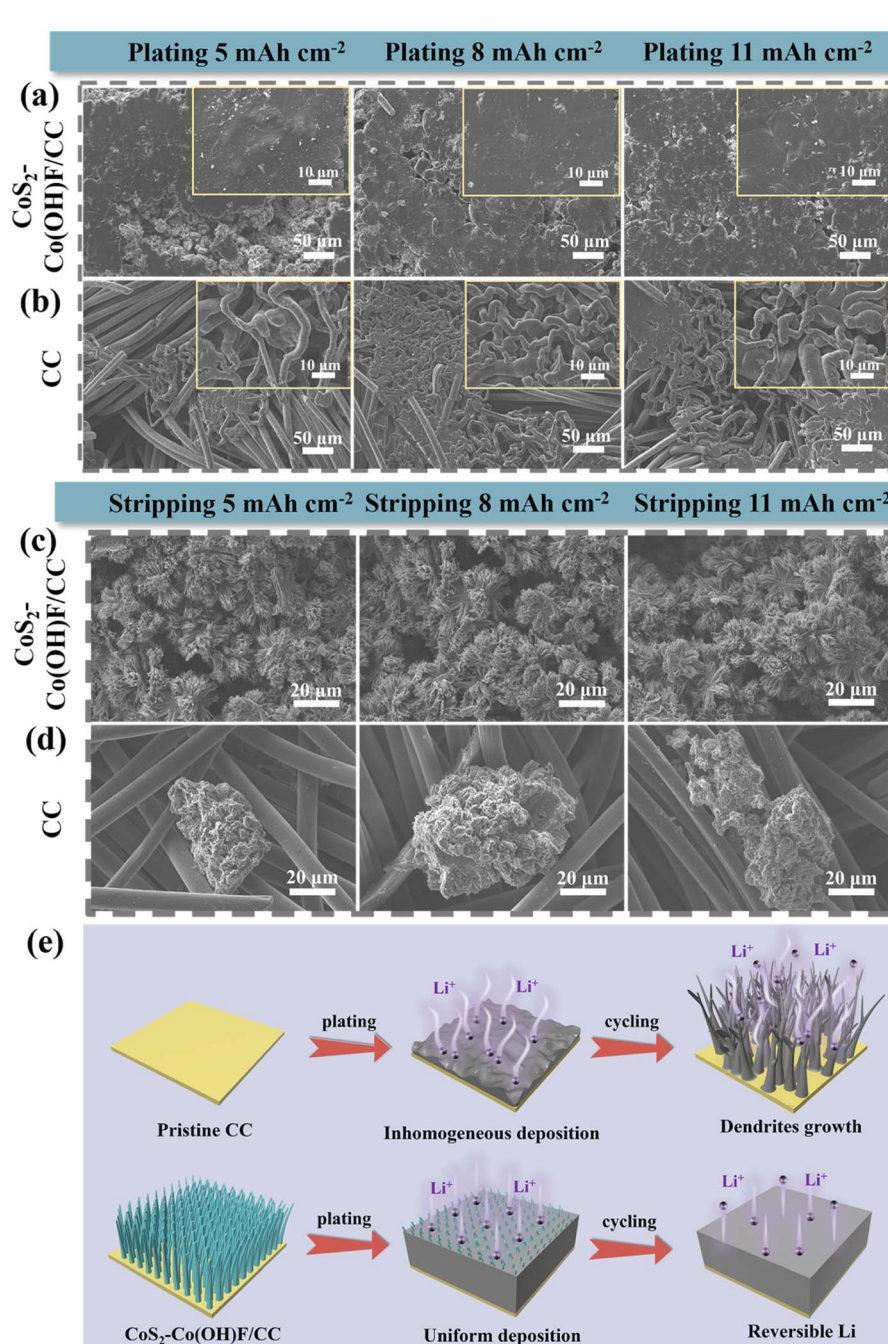 Plating 5 mAh cm⁻² Plating 8 mAh cm⁻² Plating 11 mAh cm⁻²
(a)
CoS₂-
Co(OH)F/CC
10 μm 10 μm 10 μm
50 μm 50 μm 50 μm
(b)
CC
10 μm 10 μm 10 μm
50 μm 50 μm 50 μm
Stripping 5 mAh cm⁻² Stripping 8 mAh cm⁻² Stripping 11 mAh cm⁻²
(c)
CoS₂-
Co(OH)F/CC
20 μm 20 μm 20 μm
(d)
CC
20 μm 20 μm 20 μm
(e)
Li⁺ Li⁺ Li⁺ Li⁺
plating cycling
Pristine CC Inhomogeneous deposition Dendrites growth
Li⁺ Li⁺ Li⁺ Li⁺
plating cycling
CoS₂-Co(OH)F/CC Uniform deposition Reversible Li